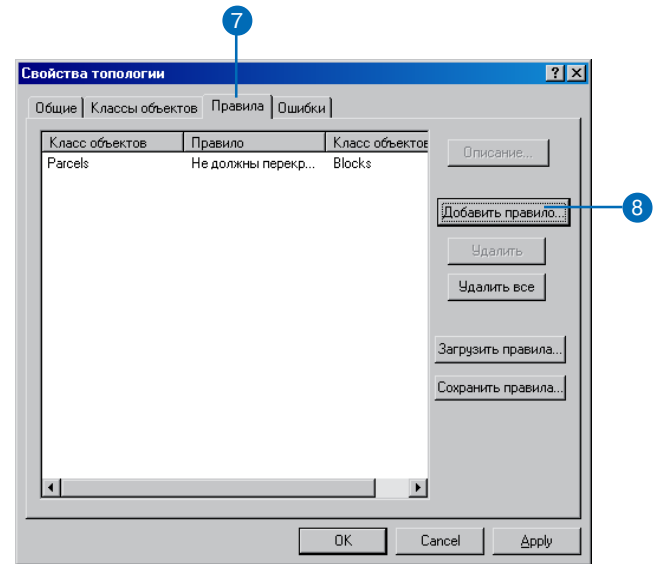 7
Свойства топологии
Общие Классы объектов Правила Ошибки
Класс объектов Правило Класс объектов
Parcels Не должны перекр... Blocks
Описание...
Добавить правило...
8
Удалить
Удалить все
Загрузить правила...
Сохранить правила...
OK Cancel Apply